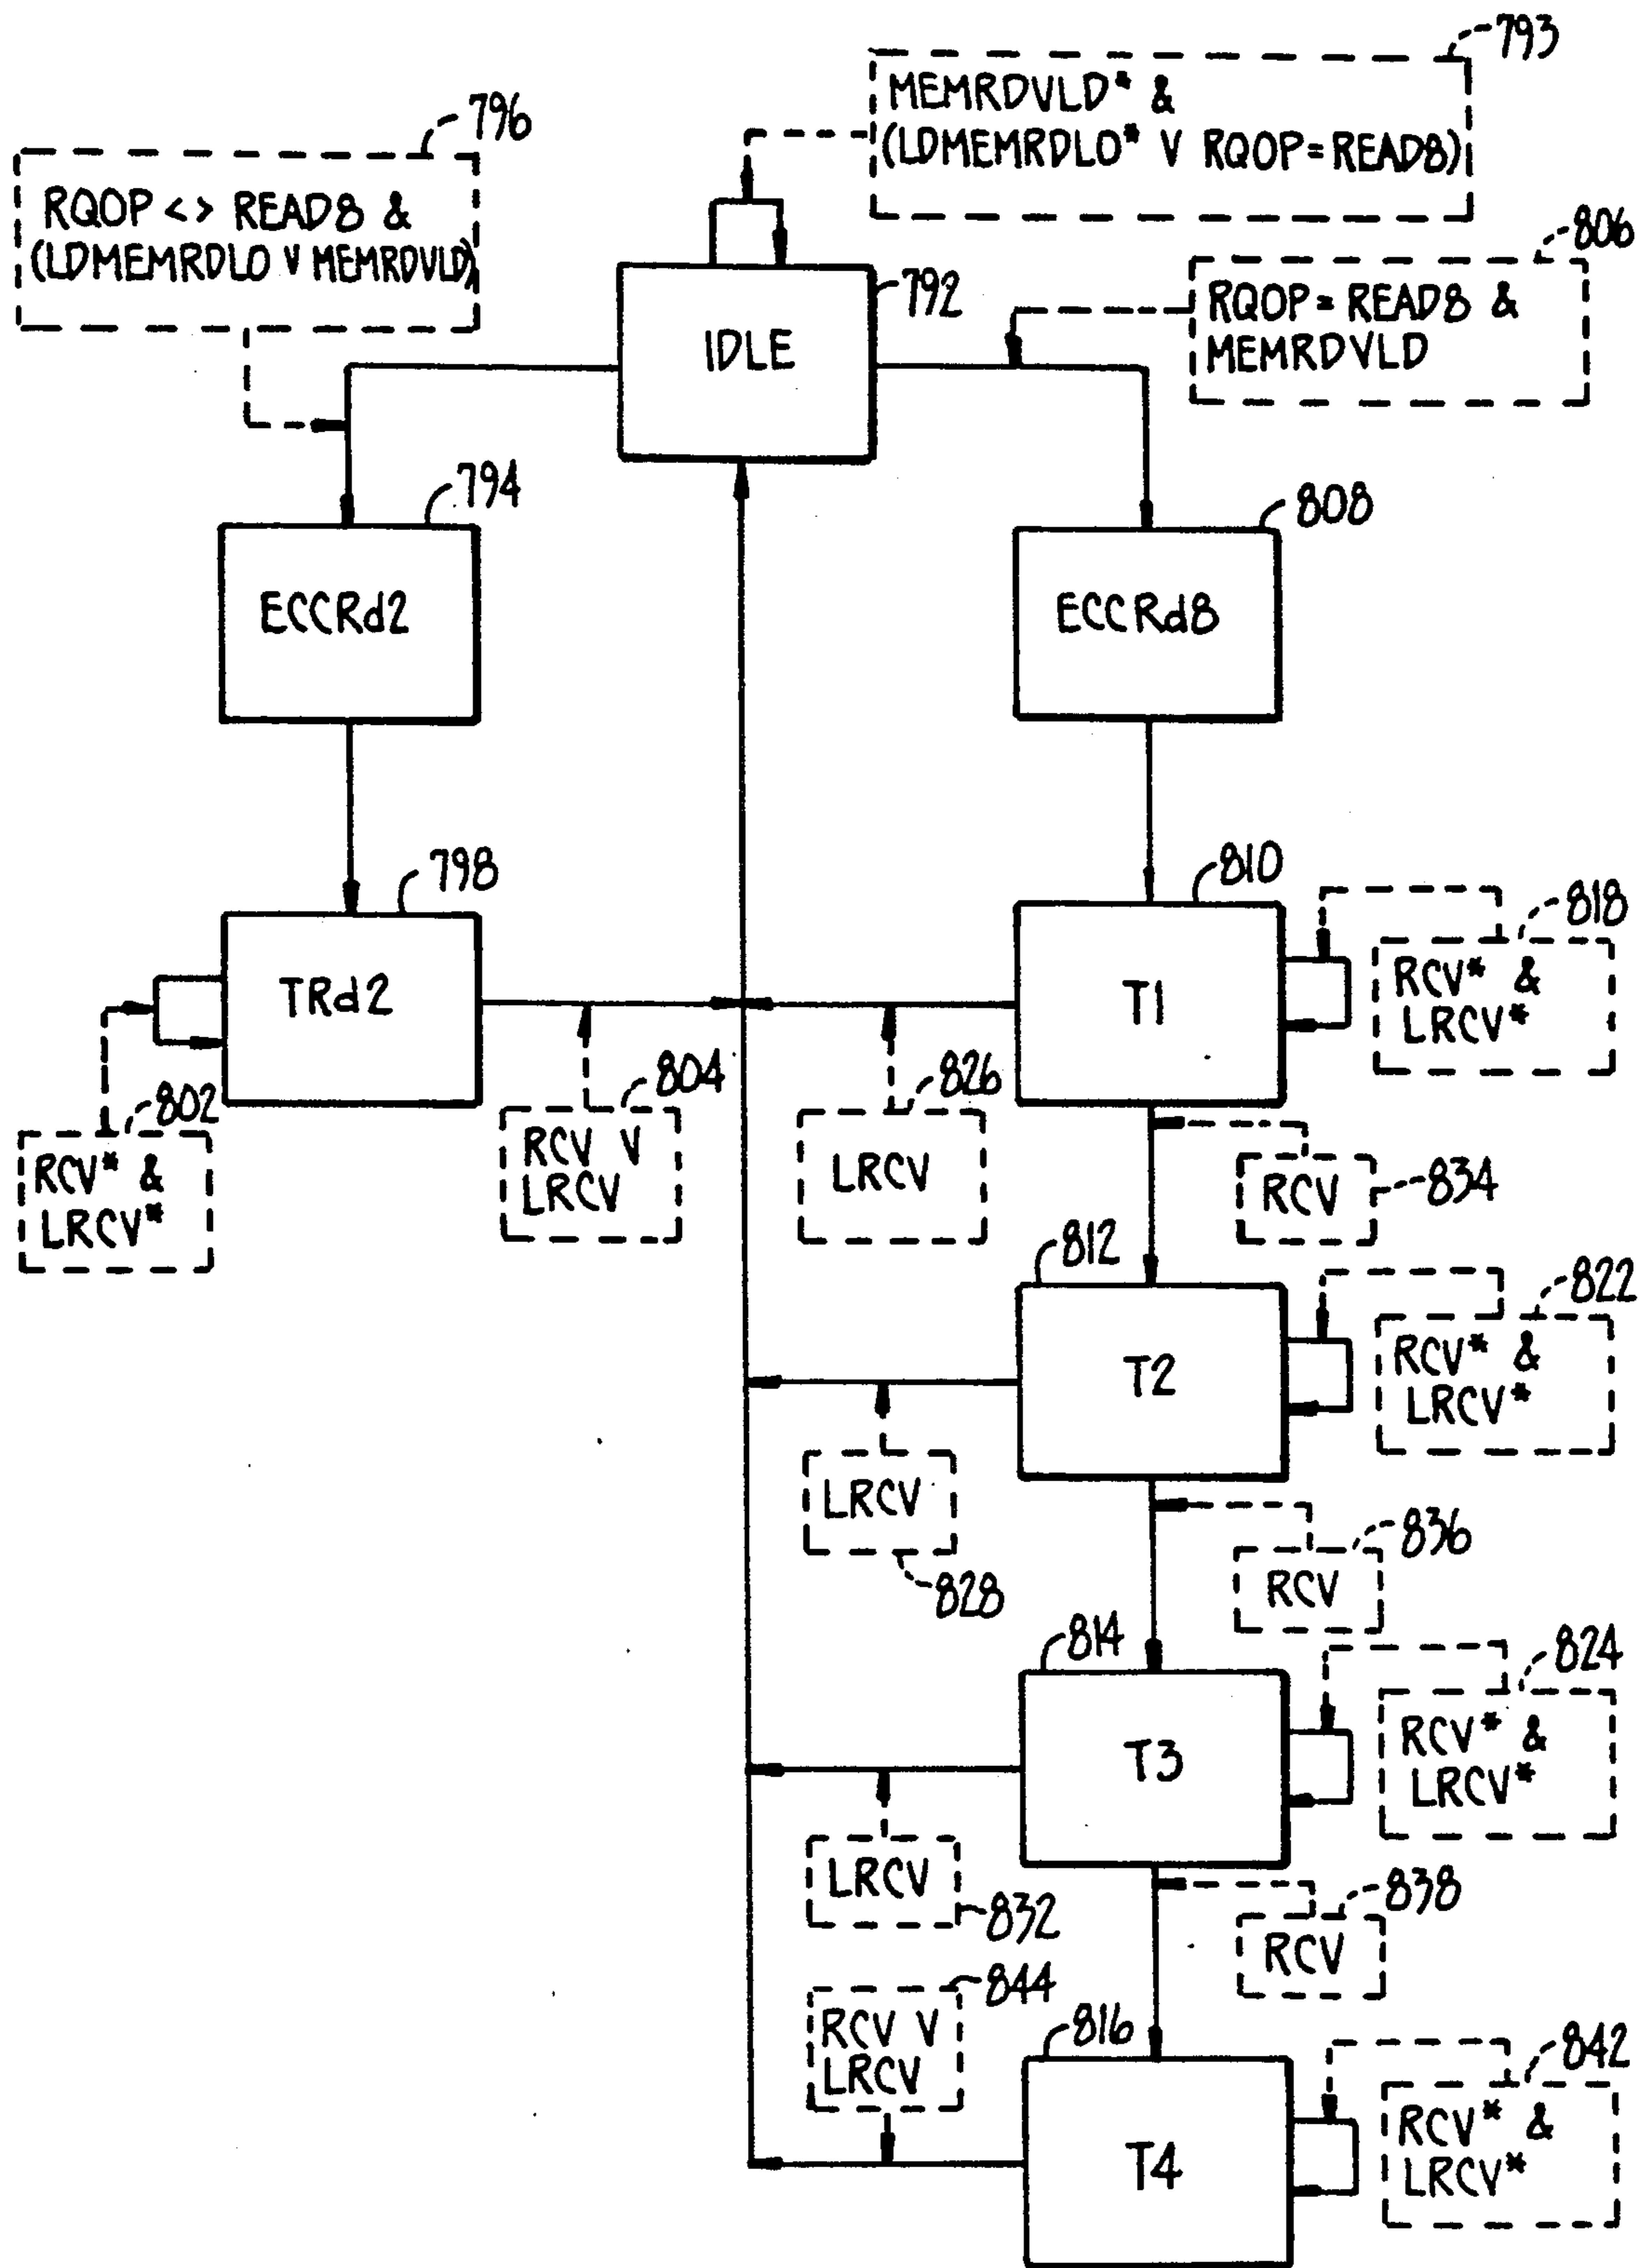 793
MEMRDVLD* &
(LDMEMRDLO* V RQOP=READ8)
796
RQOP <> READ8 &
(LDMEMRDLO V MEMRDVLD)
806
RQOP= READ8 &
MEMRDVLD
792
IDLE
794
ECCRd2
808
ECCRd8
798
TRd2
810
T1
818
RCV* &
LRCV*
802
RCV* &
LRCV*
804
RCV V
LRCV
826
LRCV
RCV
834
812
T2
822
RCV* &
LRCV*
LRCV
828
836
RCV
814
T3
824
RCV* &
LRCV*
LRCV
832
838
RCV
844
RCV V
LRCV
816
T4
842
RCV* &
LRCV*